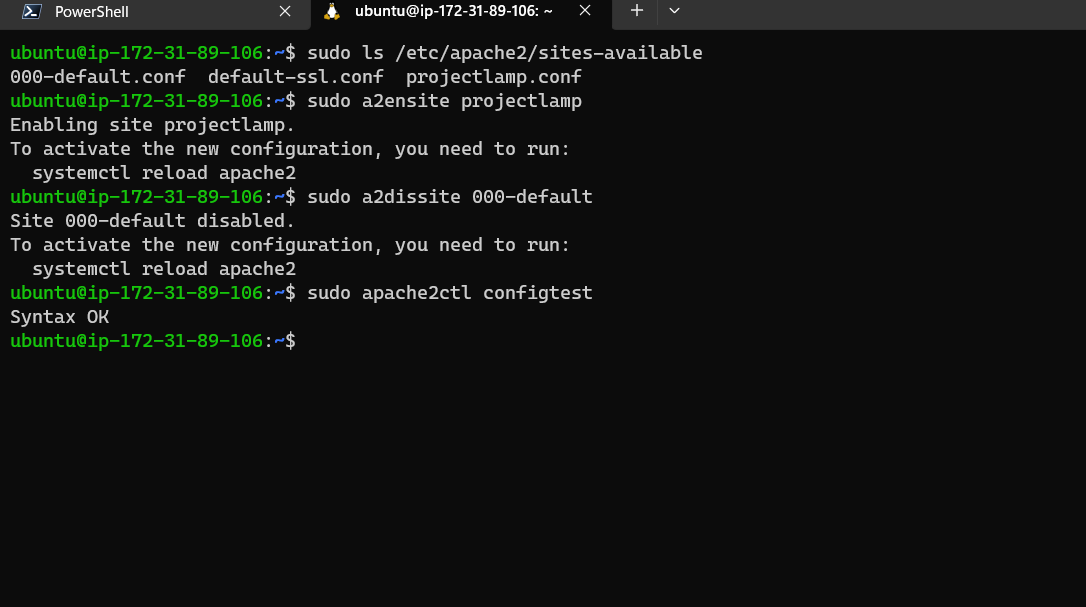 PowerShell
ubuntu@ip-172-31-89-106: ~
ubuntu@ip-172-31-89-106:~$ sudo ls /etc/apache2/sites-available
000-default.conf  default-ssl.conf  projectlamp.conf
ubuntu@ip-172-31-89-106:~$ sudo a2ensite projectlamp
Enabling site projectlamp.
To activate the new configuration, you need to run:
  systemctl reload apache2
ubuntu@ip-172-31-89-106:~$ sudo a2dissite 000-default
Site 000-default disabled.
To activate the new configuration, you need to run:
  systemctl reload apache2
ubuntu@ip-172-31-89-106:~$ sudo apache2ctl configtest
Syntax OK
ubuntu@ip-172-31-89-106:~$